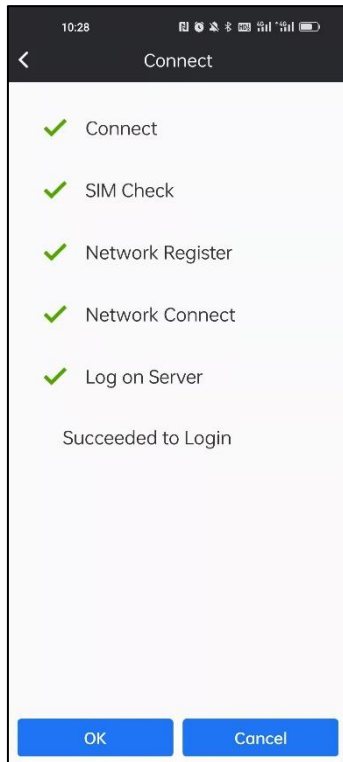 10:28
Connect
Connect
SIM Check
Network Register
Network Connect
Log on Server
Succeeded to Login
OK
Cancel